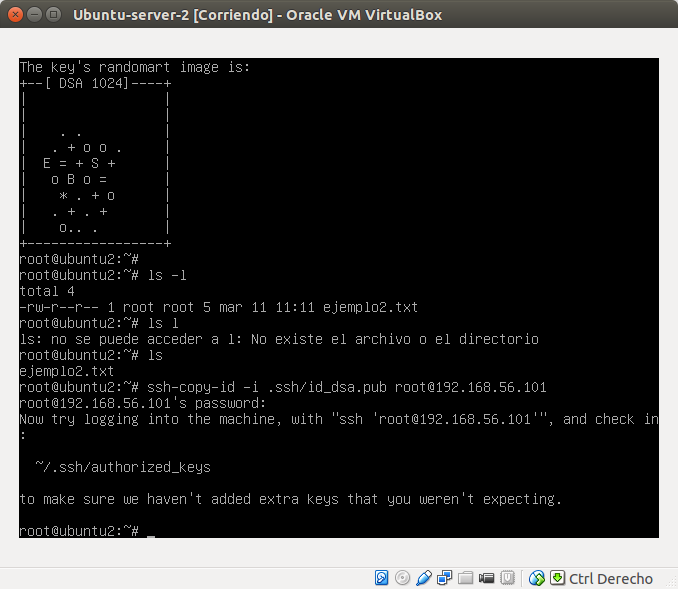 Ubuntu-server-2 [Corriendo] - Oracle VM VirtualBox
The key's randomart image is:
+--[ DSA 1024]----+
|                 |
|                 |
|    . .          |
|   . + o o .     |
|  E = + S +      |
|   o B o =       |
|    * . + o      |
|   . + . +       |
|    o.. .        |
+-----------------+
root@ubuntu2:~#
root@ubuntu2:~# ls -l
total 4
-rw-r--r-- 1 root root 5 mar 11 11:11 ejemplo2.txt
root@ubuntu2:~# ls l
ls: no se puede acceder a l: No existe el archivo o el directorio
root@ubuntu2:~# ls
ejemplo2.txt
root@ubuntu2:~# ssh-copy-id -i .ssh/id_dsa.pub root@192.168.56.101
root@192.168.56.101's password:
Now try logging into the machine, with "ssh 'root@192.168.56.101'", and check in
:
~/.ssh/authorized_keys
to make sure we haven't added extra keys that you weren't expecting.
root@ubuntu2:~# _
Ctrl Derecho